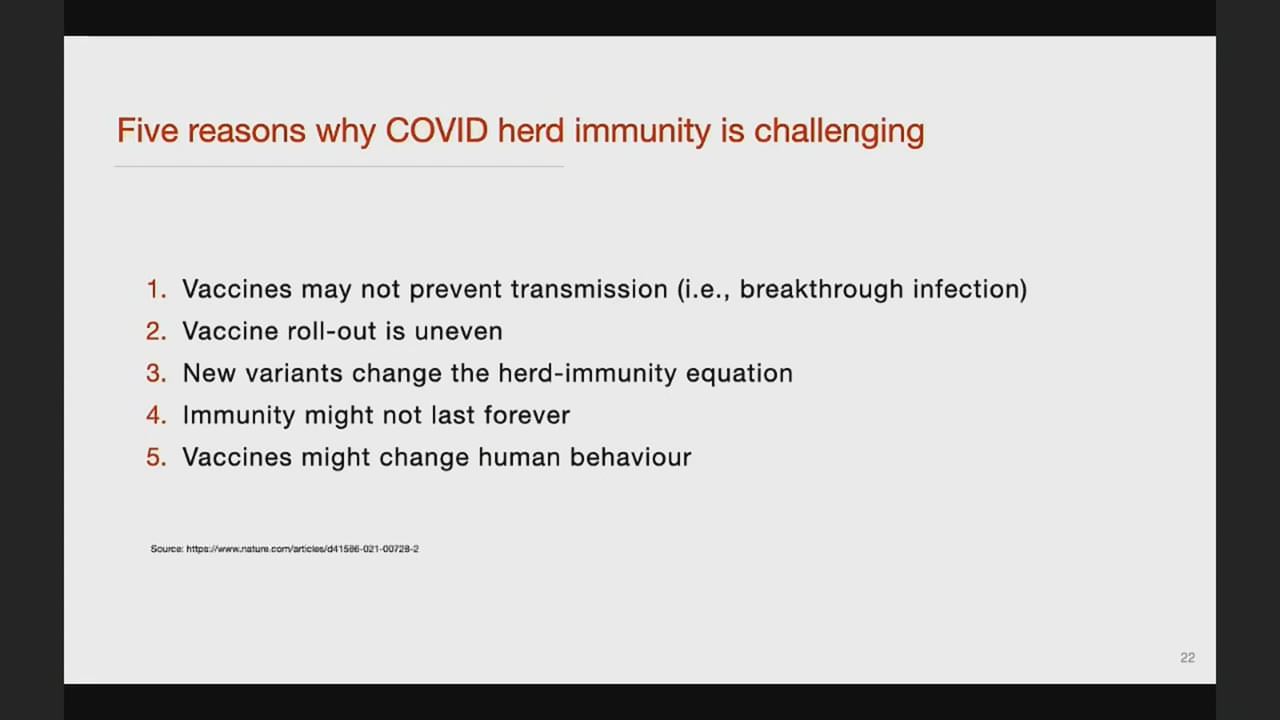 Five reasons why COVID herd immunity is challenging
1. Vaccines may not prevent transmission (i.e., breakthrough infection)
2. Vaccine roll-out is uneven
3. New variants change the herd-immunity equation
4. Immunity might not last forever
5. Vaccines might change human behaviour
Source: https://www.nature.com/articles/d41586-021-00728-2
22